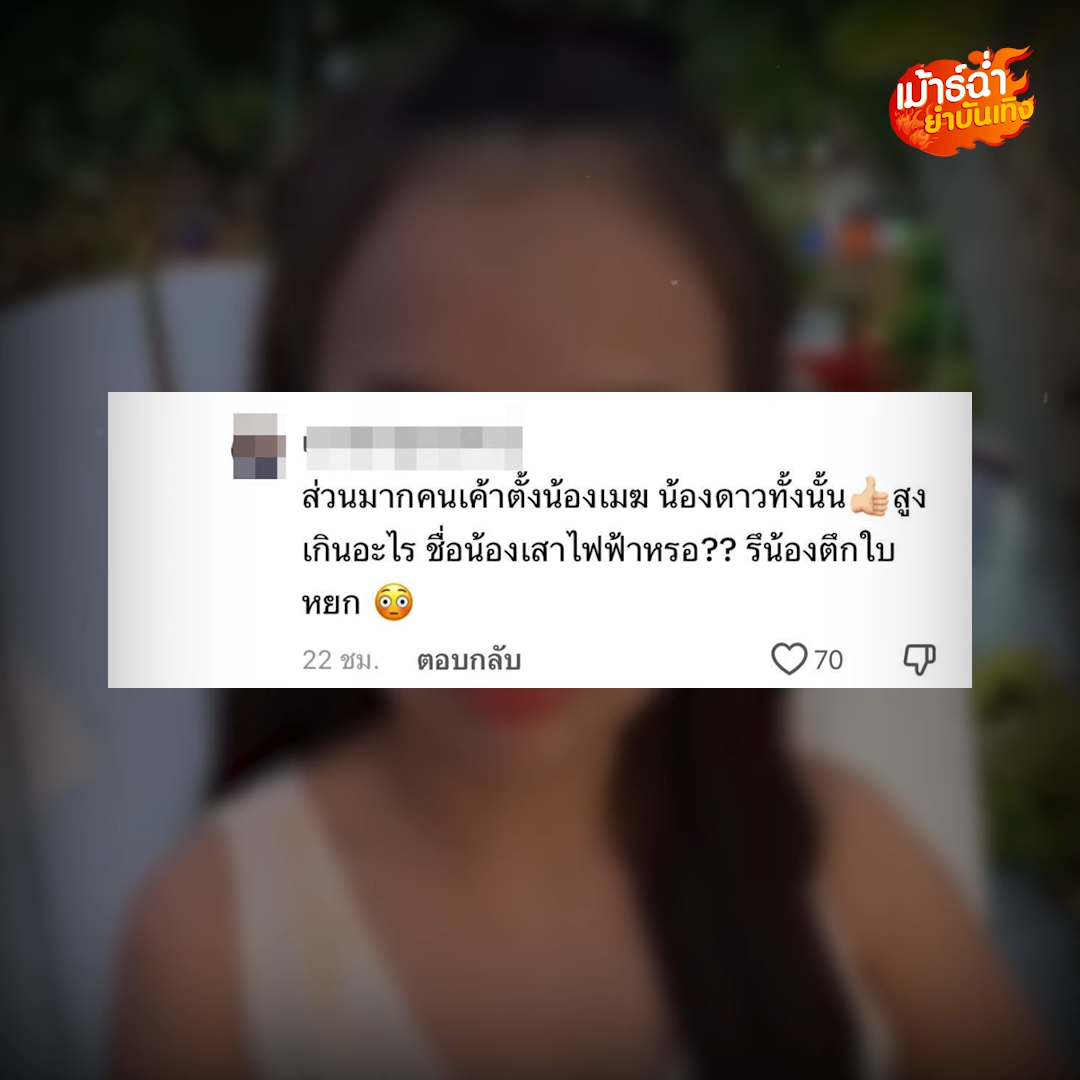 เม้าธ์ฉ่ำ
ยำบันเทิง
ส่วนมากคนเค้าตั้งน้องเมฆ น้องดาวทั้งนั้น👍🏻สูง
เกินอะไร ชื่อน้องเสาไฟฟ้าหรอ?? รึน้องตึกใบ
หยก 😳
22 ชม. ตอบกลับ 70